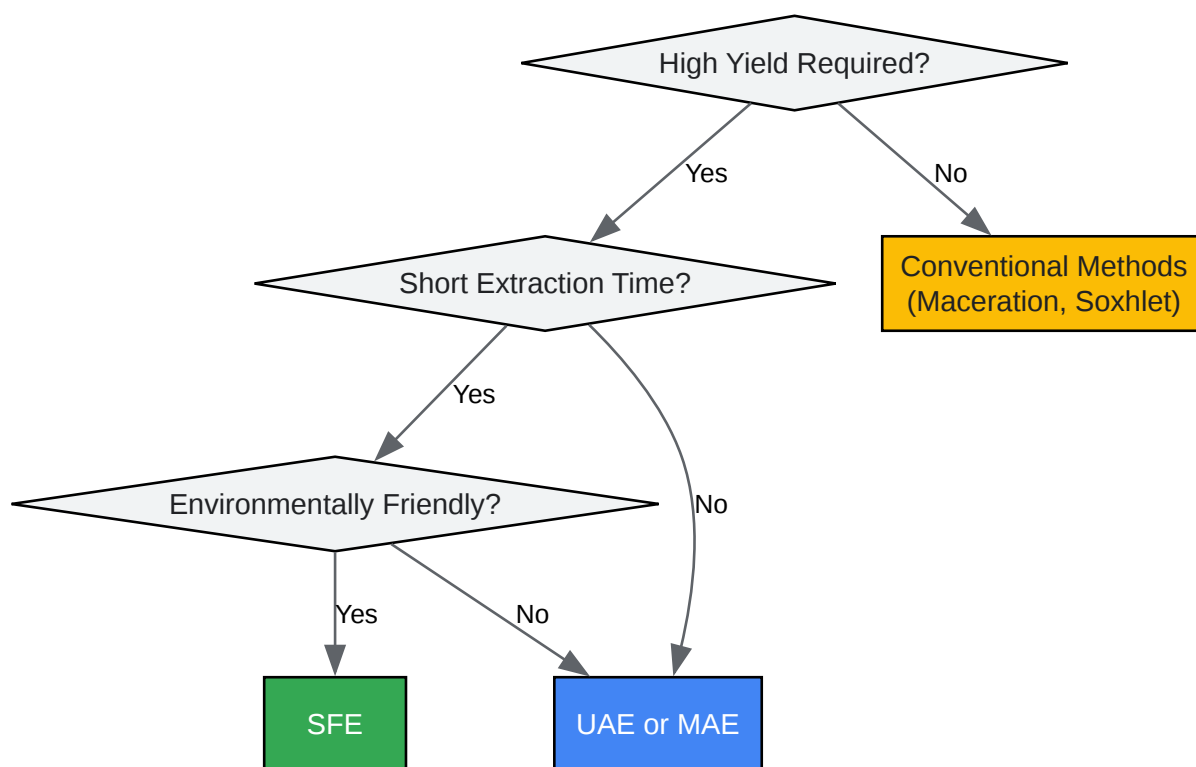 High Yield Required?
Yes
No
Short Extraction Time?
Conventional Methods
(Maceration, Soxhlet)
Yes
Environmentally Friendly?
No
Yes
No
SFE
UAE or MAE